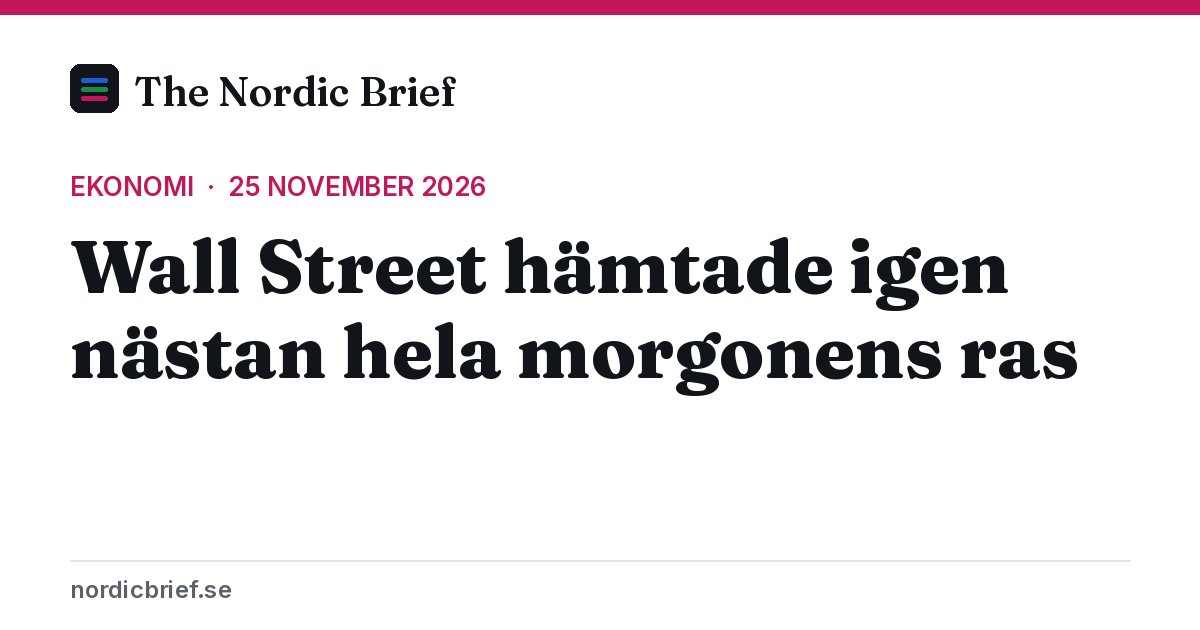 The Nordic Brief
EKONOMI · 25 NOVEMBER 2026
Wall Street hämtade igen
nästan hela morgonens ras
nordicbrief.se